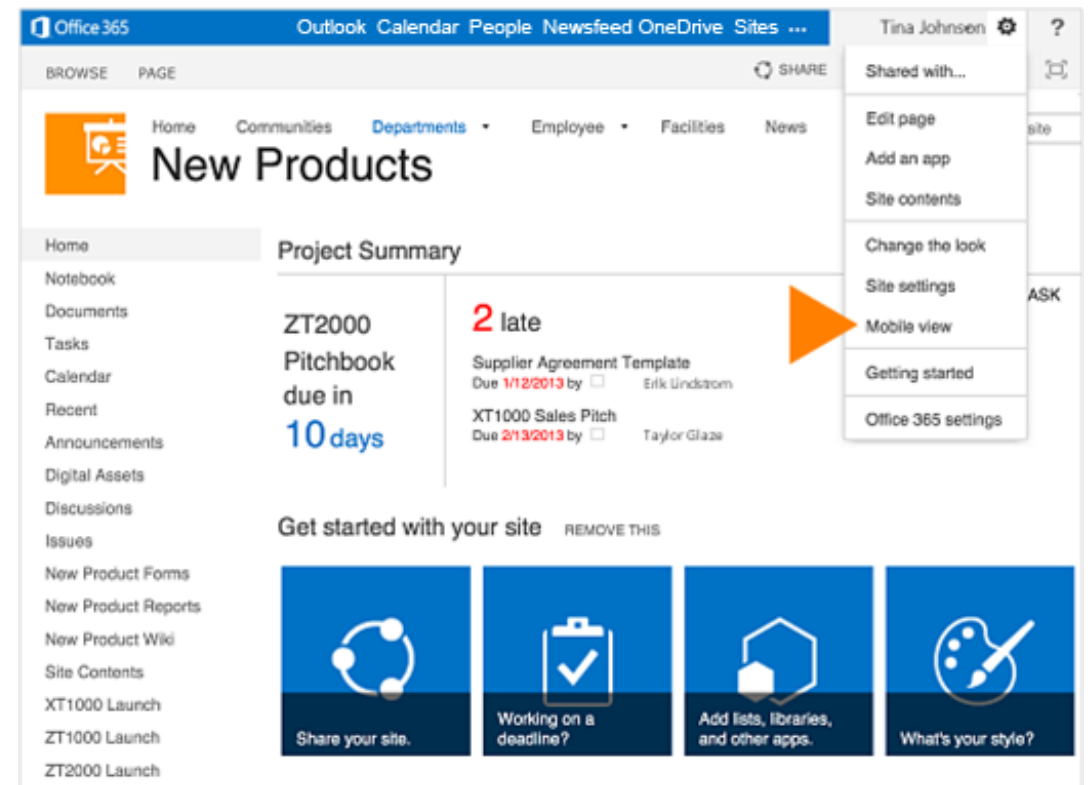 Office 365
Outlook Calendar People Newsfeed OneDrive Sites ...
Tina Johnsen ?
BROWSE PAGE
SHARE
Shared with...
Edit page
Add an app
Site contents
Change the look
Site settings
Mobile view
Getting started
Office 365 settings
site
Home Communities Departments Employee Facilities News
New Products
Home
Notebook
Documents
Tasks
Calendar
Recent
Announcements
Digital Assets
Discussions
Issues
New Product Forms
New Product Reports
New Product Wiki
Site Contents
XT1000 Launch
ZT1000 Launch
ZT2000 Launch
Project Summary
ASK
ZT2000
Pitchbook
due in
10 days
2 late
Supplier Agreement Template
Due 1/12/2013 by Erik Lindstrom
XT1000 Sales Pitch
Due 2/13/2013 by Taylor Glaze
Get started with your site REMOVE THIS
Share your site.
Working on a
deadline?
Add lists, libraries,
and other apps.
What's your style?